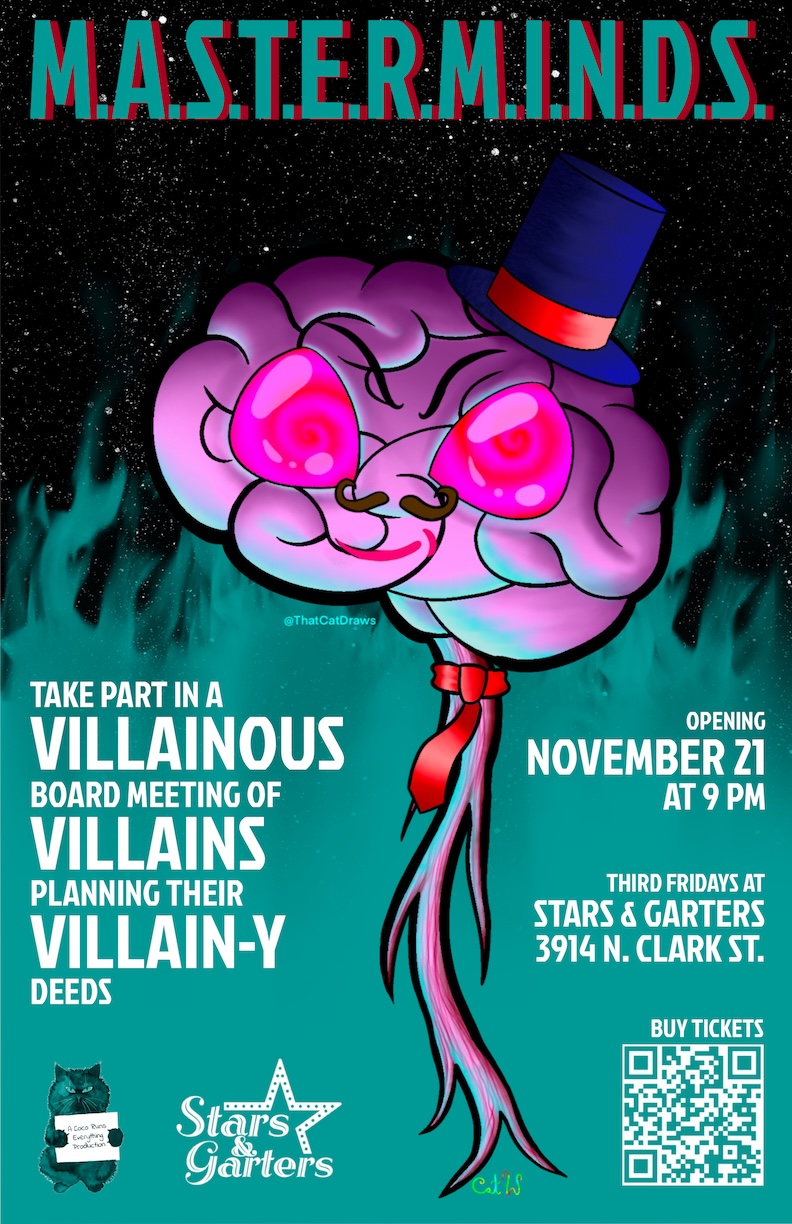 M.A.S.T.E.R.M.I.N.D.S.
@ThatCatDraws
TAKE PART IN A
VILLAINOUS
BOARD MEETING OF
VILLAINS
PLANNING THEIR
VILLAIN-Y
DEEDS
OPENING
NOVEMBER 21
AT 9 PM
THIRD FRIDAYS AT
STARS & GARTERS
3914 N. CLARK ST.
BUY TICKETS
A Coco Runs
Everything
Production
Stars
&
Garters
Cat W